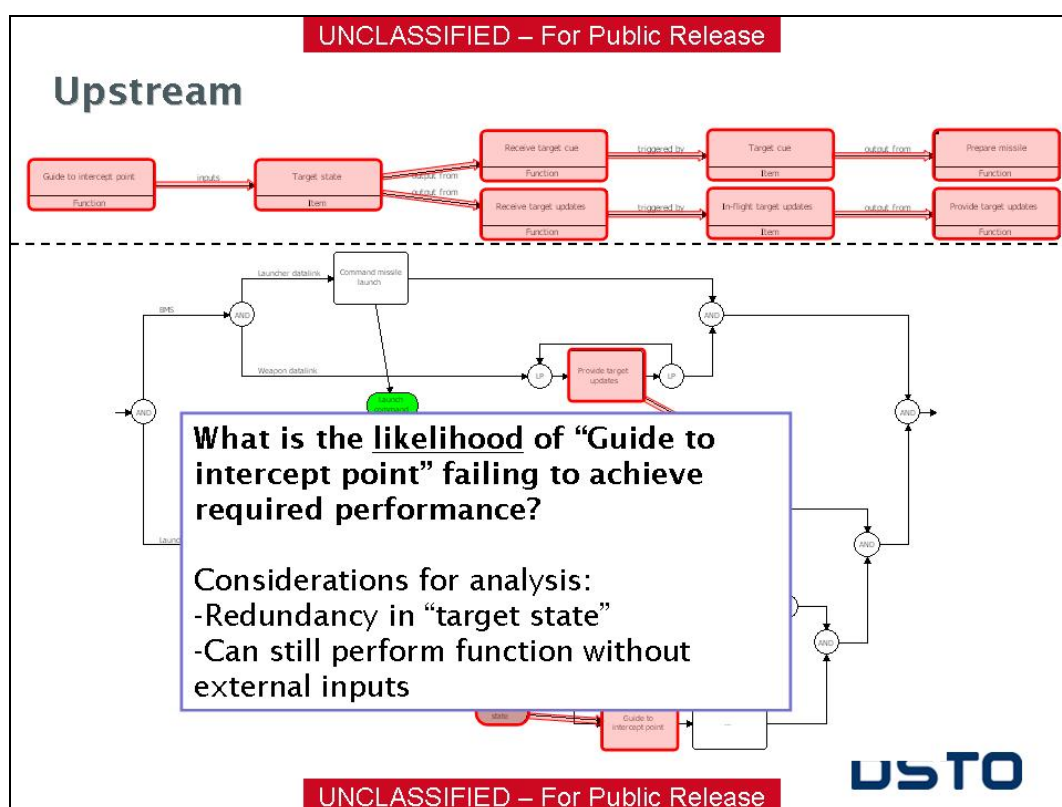 UNCLASSIFIED – For Public Release
Upstream
Guide to intercept point
Function
inputs
Target state
Item
output from
output from
Receive target cue
Function
triggered by
Target cue
Item
output from
Prepare missile
Function
Receive target updates
Function
triggered by
In-flight target updates
Item
output from
Provide target updates
Function
Launcher datalink
Command missile
launch
BMS
AND
AND
Weapon datalink
LP
Provide target
updates
LP
AND
AND
Launch
command
What is the likelihood of “Guide to
intercept point” failing to achieve
required performance?
Considerations for analysis:
-Redundancy in “target state”
-Can still perform function without
external inputs
AND
AND
state
Guide to
intercept point
...
DSTO
UNCLASSIFIED – For Public Release